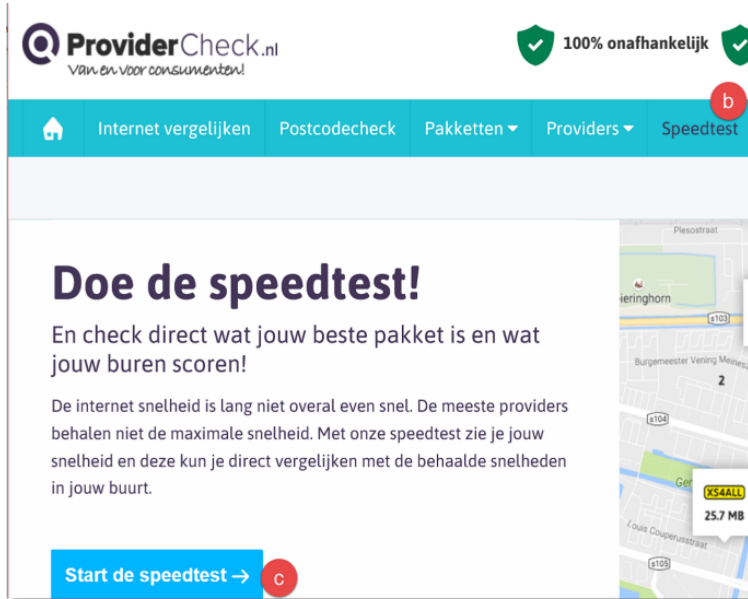 ProviderCheck.nl
Van en voor consumenten!
100% onafhankelijk
b
Internet vergelijken Postcodecheck Pakketten Providers Speedtest
Doe de speedtest!
En check direct wat jouw beste pakket is en wat
jouw buren scoren!
De internet snelheid is lang niet overal even snel. De meeste providers
behalen niet de maximale snelheid. Met onze speedtest zie je jouw
snelheid en deze kun je direct vergelijken met de behaalde snelheden
in jouw buurt.
Start de speedtest →
c
Plesostraat
ieringhorn
s103
Burgemeester Vening Meinesz
2
s104
Ger
XS4ALL
25.7 MB
Louis Couperusstraat
s105